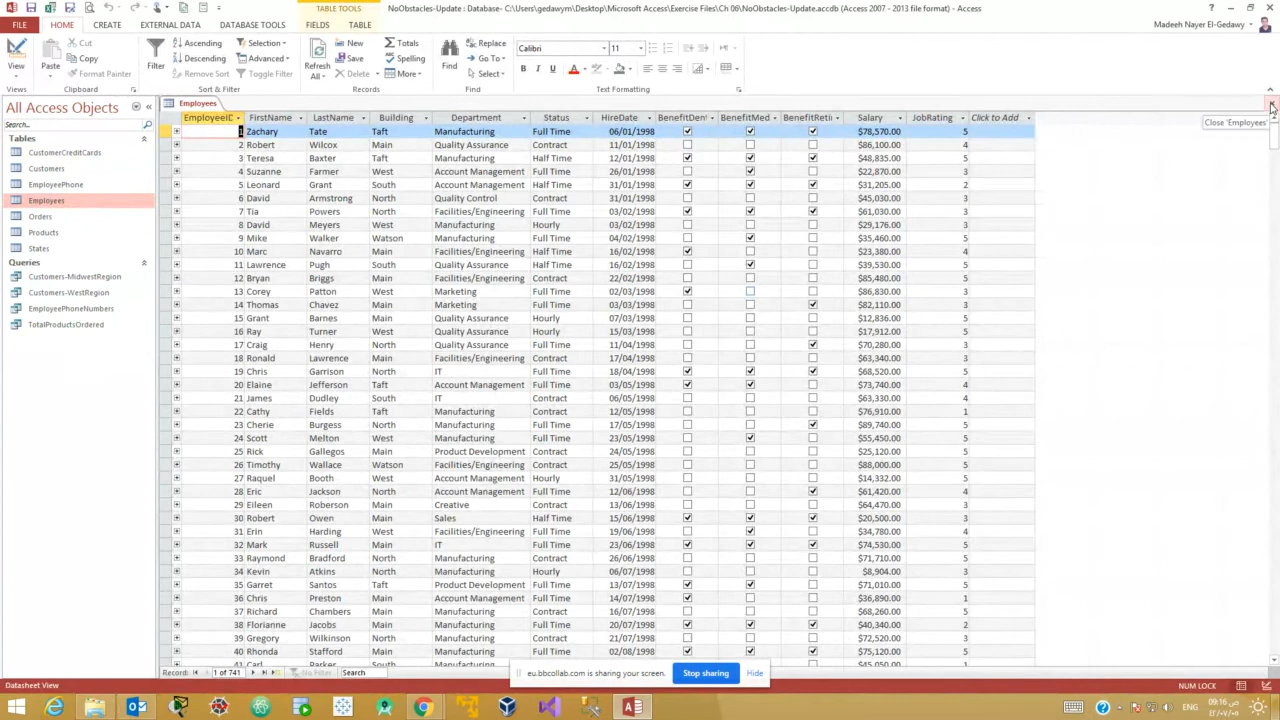 TABLE TOOLS
NoObstacles-Update : Database- C:\Users\gedawym\Desktop\Microsoft Access\Exercise Files\Ch 06\NoObstacles-Update.accdb (Access 2007 - 2013 file format) - Access
FILE HOME CREATE EXTERNAL DATA DATABASE TOOLS FIELDS TABLE
Madeeh Nayer El-Gedawy
View
Views
Paste
Cut
Copy
Format Painter
Clipboard
Filter
Ascending
Descending
Remove Sort
Selection
Advanced
Toggle Filter
Sort & Filter
Refresh All
New
Save
Delete
Totals
Spelling
More
Records
Find
Replace
Go To
Select
Find
Calibri 11
B I U A
Text Formatting
All Access Objects
Search...
Tables
CustomerCreditCards
Customers
EmployeePhone
Employees
Orders
Products
States
Queries
Customers-MidwestRegion
Customers-WestRegion
EmployeePhoneNumbers
TotalProductsOrdered
Employees
Close 'Employees'
EmployeeID FirstName LastName Building Department Status HireDate BenefitDen BenefitMed BenefitReti Salary JobRating Click to Add
1 Zachary Tate Taft Manufacturing Full Time 06/01/1998 $78,570.00 5
2 Robert Wilcox Main Quality Assurance Contract 11/01/1998 $86,100.00 4
3 Teresa Baxter Taft Manufacturing Half Time 12/01/1998 $48,835.00 5
4 Suzanne Farmer West Account Management Full Time 26/01/1998 $22,870.00 3
5 Leonard Grant South Account Management Half Time 31/01/1998 $31,205.00 2
6 David Armstrong North Quality Control Contract 31/01/1998 $45,030.00 3
7 Tia Powers North Facilities/Engineering Full Time 03/02/1998 $61,030.00 3
8 David Meyers West Manufacturing Hourly 03/02/1998 $29,176.00 3
9 Mike Walker Watson Manufacturing Full Time 04/02/1998 $35,460.00 5
10 Marc Navarro Main Facilities/Engineering Full Time 16/02/1998 $23,380.00 4
11 Lawrence Pugh South Quality Assurance Half Time 16/02/1998 $39,530.00 5
12 Bryan Briggs Main Facilities/Engineering Contract 22/02/1998 $85,480.00 5
13 Corey Patton West Marketing Full Time 02/03/1998 $86,830.00 3
14 Thomas Chavez Main Marketing Full Time 02/03/1998 $82,110.00 3
15 Grant Barnes Main Quality Assurance Hourly 07/03/1998 $12,836.00 5
16 Ray Turner West Quality Assurance Hourly 15/03/1998 $17,912.00 5
17 Craig Henry North Quality Assurance Full Time 11/04/1998 $70,280.00 3
18 Ronald Lawrence Main Facilities/Engineering Contract 17/04/1998 $63,340.00 3
19 Chris Garrison North IT Full Time 18/04/1998 $68,520.00 5
20 Elaine Jefferson Taft Account Management Full Time 03/05/1998 $73,740.00 4
21 James Dudley South IT Contract 06/05/1998 $63,330.00 4
22 Cathy Fields Taft Manufacturing Contract 12/05/1998 $76,910.00 1
23 Cherie Burgess North Manufacturing Full Time 17/05/1998 $89,740.00 5
24 Scott Melton West Manufacturing Full Time 23/05/1998 $55,450.00 5
25 Rick Gallegos Main Product Development Contract 24/05/1998 $25,120.00 5
26 Timothy Wallace Watson Facilities/Engineering Contract 25/05/1998 $88,000.00 5
27 Raquel Booth West Account Management Hourly 31/05/1998 $14,332.00 5
28 Eric Jackson North Account Management Full Time 12/06/1998 $61,420.00 4
29 Eileen Roberson Main Creative Contract 13/06/1998 $64,470.00 3
30 Robert Owen Main Sales Half Time 15/06/1998 $20,500.00 3
31 Erin Harding West Facilities/Engineering Full Time 19/06/1998 $34,780.00 4
32 Mark Russell Main IT Full Time 23/06/1998 $74,530.00 5
33 Raymond Bradford North Manufacturing Contract 27/06/1998 $71,710.00 5
34 Kevin Atkins North Manufacturing Hourly 11/07/1998 $8,904.00 3
35 Garret Santos Taft Product Development Full Time 13/07/1998 $71,010.00 5
36 Chris Preston Main Account Management Full Time 14/07/1998 $36,890.00 1
37 Richard Chambers Main Manufacturing Contract 15/07/1998 $68,260.00 5
38 Florianne Jacobs Main Manufacturing Full Time 20/07/1998 $40,340.00 2
39 Gregory Wilkinson North Manufacturing Contract 21/07/1998 $72,520.00 3
40 Rhonda Stafford Main Manufacturing Full Time 02/08/1998 $75,120.00 5
Record: 1 of 741 No Filter Search
eu.bbcollab.com is sharing your screen. Stop sharing Hide
Datasheet View
NUM LOCK
ENG